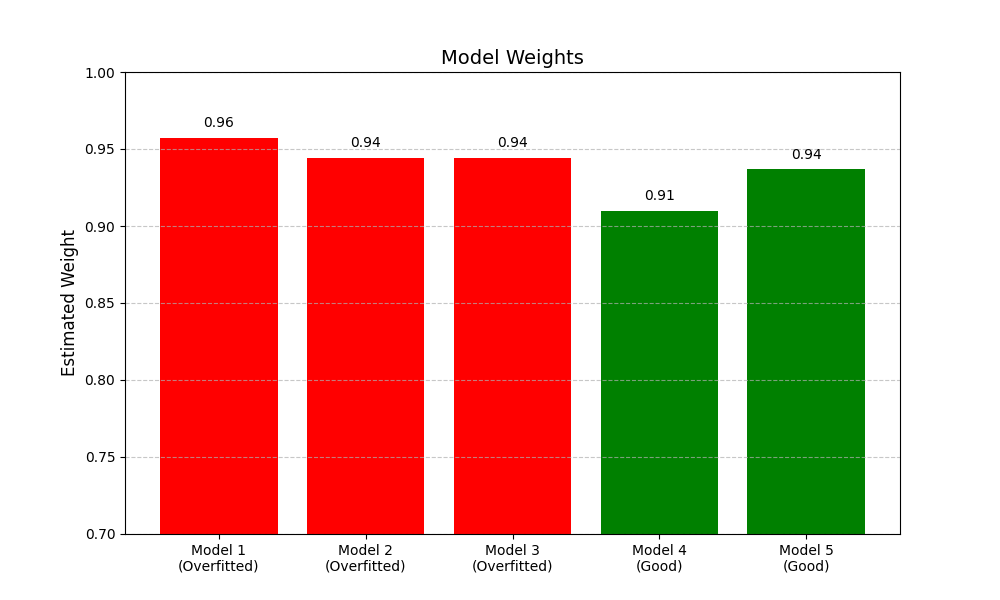 Model Weights
1.00
0.95
0.90
0.85
0.80
0.75
0.70
Estimated Weight
0.96
0.94
0.94
0.91
0.94
Model 1
(Overfitted)
Model 2
(Overfitted)
Model 3
(Overfitted)
Model 4
(Good)
Model 5
(Good)